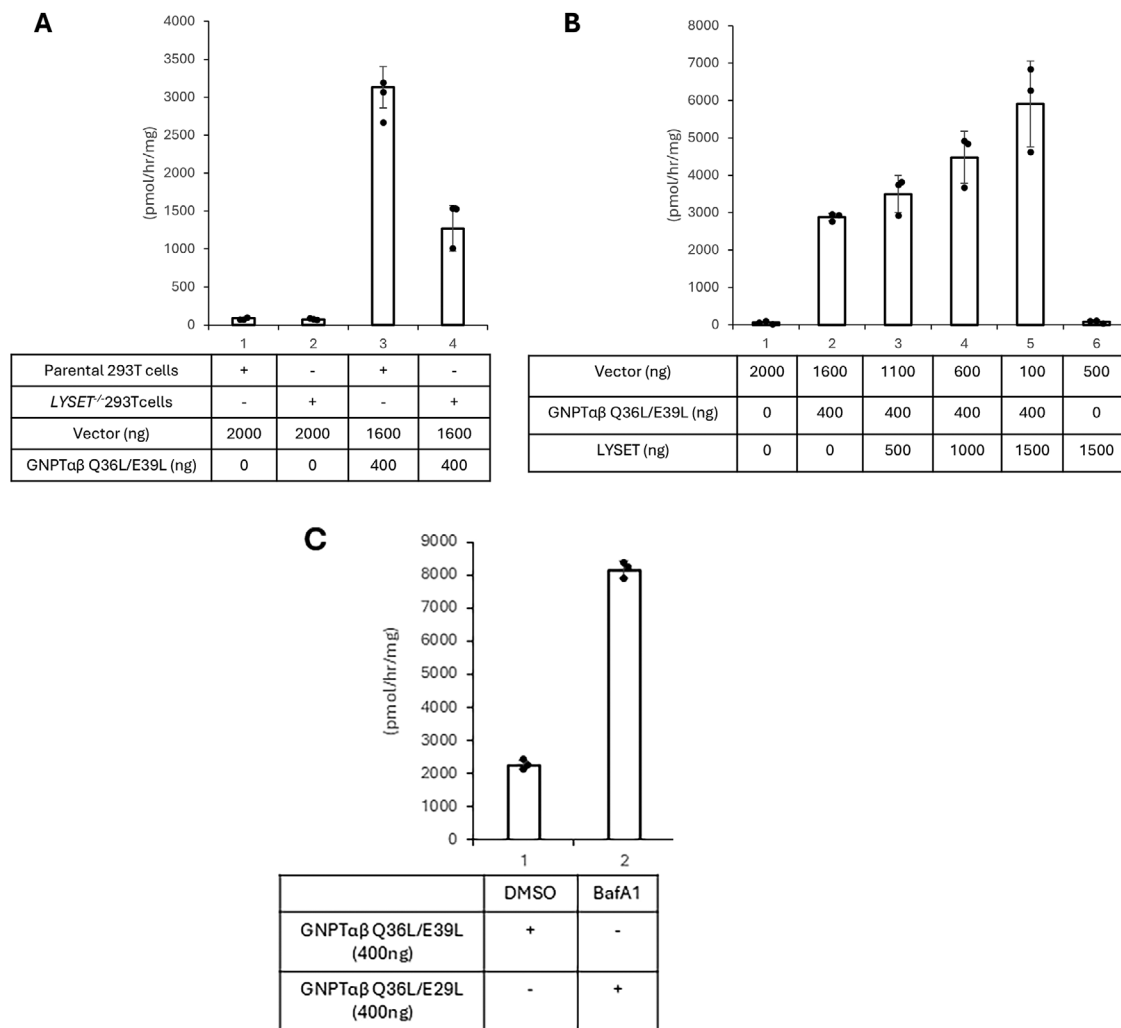 A
4000
3500
3000
2500
2000
1500
1000
500
0
(pmol/hr/mg)
1 2 3 4
Parental 293T cells + - + -
LYSET-/-293Tcells - + - +
Vector (ng) 2000 2000 1600 1600
GNPTαβ Q36L/E39L (ng) 0 0 400 400
B
8000
7000
6000
5000
4000
3000
2000
1000
0
(pmol/hr/mg)
1 2 3 4 5 6
Vector (ng) 2000 1600 1100 600 100 500
GNPTαβ Q36L/E39L (ng) 0 400 400 400 400 0
LYSET (ng) 0 0 500 1000 1500 1500
C
9000
8000
7000
6000
5000
4000
3000
2000
1000
0
(pmol/hr/mg)
1 2
DMSO BafA1
GNPTαβ Q36L/E39L + -
(400ng)
GNPTαβ Q36L/E29L - +
(400ng)